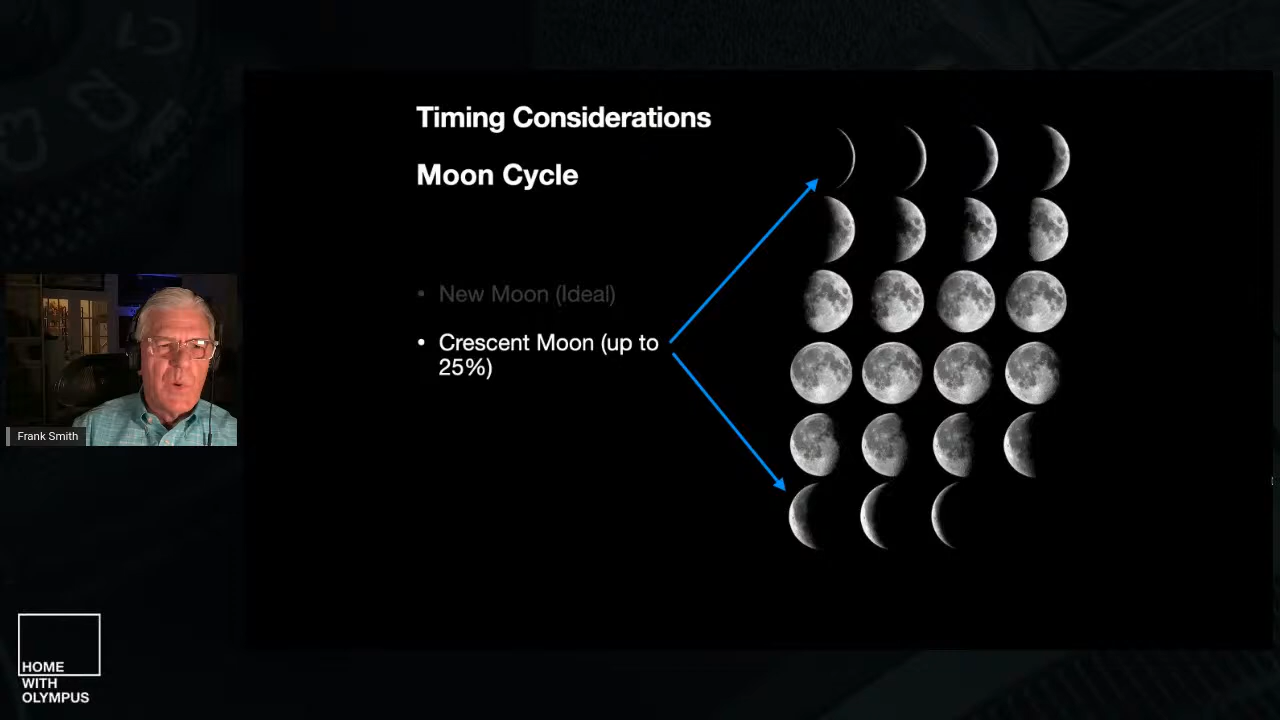 Timing Considerations
Moon Cycle
• New Moon (Ideal)
• Crescent Moon (up to
25%)
Frank Smith
HOME
WITH
OLYMPUS